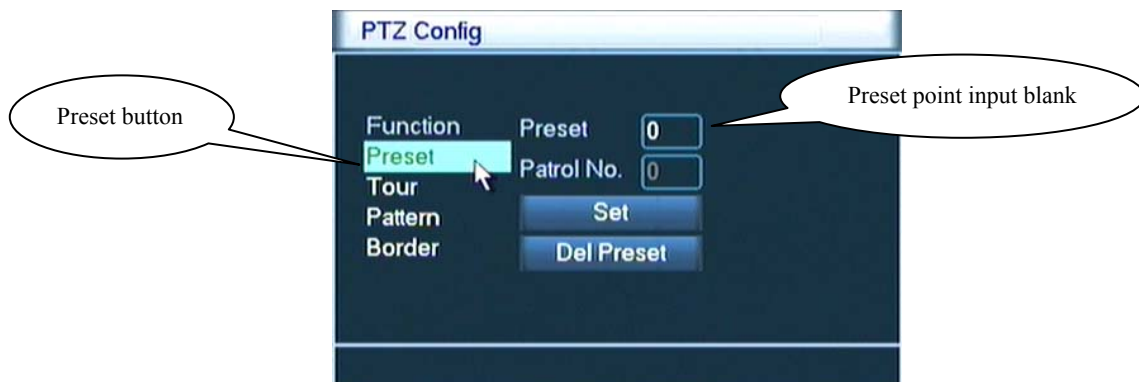 PTZ Config
Preset button
Preset point input blank
Function
Preset 0
Preset
Patrol No. 0
Tour
Set
Pattern
Border
Del Preset